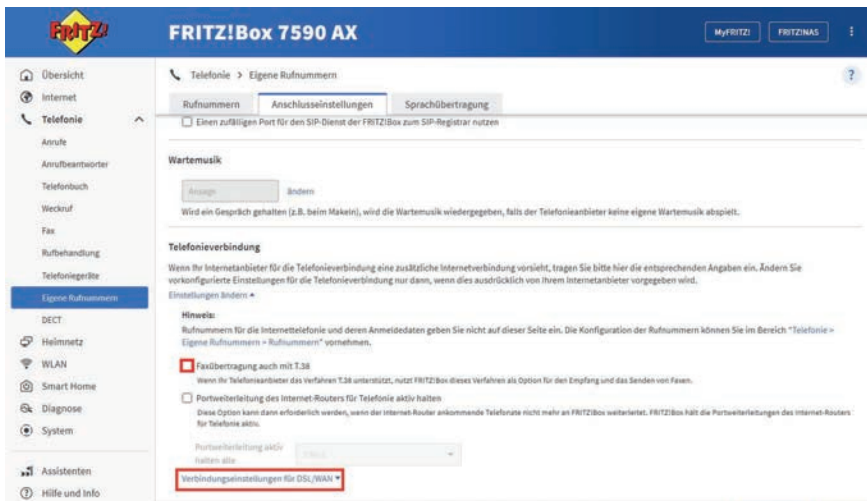 FRITZ!
FRITZ!Box 7590 AX
MyFRITZ!
FRITZ!NAS
Übersicht
Internet
Telefonie
Anrufe
Anrufbeantworter
Telefonbuch
Weckruf
Fax
Rufbehandlung
Telefoniegeräte
Eigene Rufnummern
DECT
Heimnetz
WLAN
Smart Home
Diagnose
System
Assistenten
Hilfe und Info
Telefonie > Eigene Rufnummern
?
Rufnummern
Anschlusseinstellungen
Sprachübertragung
Einen zufälligen Port für den SIP-Dienst der FRITZ!Box zum SIP-Registrar nutzen
Wartemusik
Ansage
ändern
Wird ein Gespräch gehalten (z.B. beim Makeln), wird die Wartemusik wiedergegeben, falls der Telefonieanbieter keine eigene Wartemusik abspielt.
Telefonieverbindung
Wenn Ihr Internetanbieter für die Telefonieverbindung eine zusätzliche Internetverbindung vorsieht, tragen Sie bitte hier die entsprechenden Angaben ein. Ändern Sie
vorkonfigurierte Einstellungen für die Telefonieverbindung nur dann, wenn dies ausdrücklich von Ihrem Internetanbieter vorgegeben wird.
Einstellungen ändern
Hinweis:
Rufnummern für die Internettelefonie und deren Anmeldedaten geben Sie nicht auf dieser Seite ein. Die Konfiguration der Rufnummern können Sie im Bereich "Telefonie >
Eigene Rufnummern > Rufnummern" vornehmen.
Faxübertragung auch mit T.38
Wenn Ihr Telefonieanbieter das Verfahren T.38 unterstützt, nutzt FRITZ!Box dieses Verfahren als Option für den Empfang und das Senden von Faxen.
Portweiterleitung des Internet-Routers für Telefonie aktiv halten
Diese Option kann dann erforderlich werden, wenn der Internet-Router ankommende Telefonate nicht mehr an FRITZ!Box weiterleitet. FRITZ!Box hält die Portweiterleitungen des Internet-Routers
für Telefonie aktiv.
Portweiterleitung aktiv
halten alle
Verbindungseinstellungen für DSL/WAN